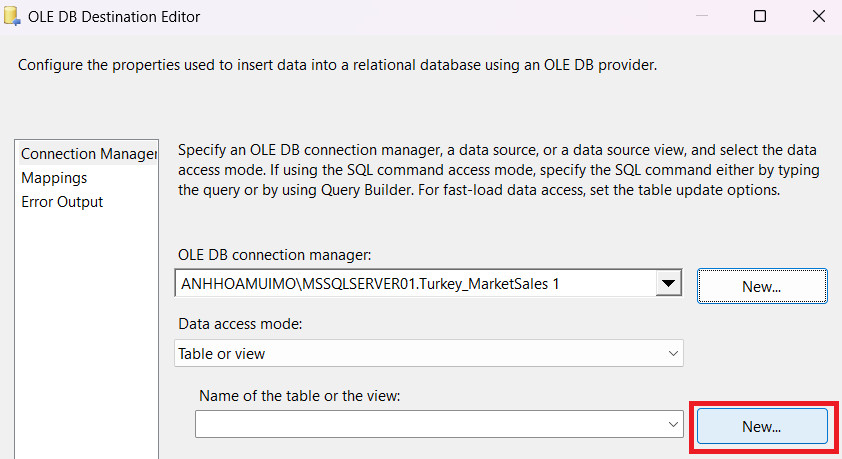 OLE DB Destination Editor
Configure the properties used to insert data into a relational database using an OLE DB provider.
Connection Manager
Mappings
Error Output
Specify an OLE DB connection manager, a data source, or a data source view, and select the data
access mode. If using the SQL command access mode, specify the SQL command either by typing
the query or by using Query Builder. For fast-load data access, set the table update options.
OLE DB connection manager:
ANHHOAMUIMO\MSSQLSERVER01.Turkey_MarketSales 1
New...
Data access mode:
Table or view
Name of the table or the view:
New...